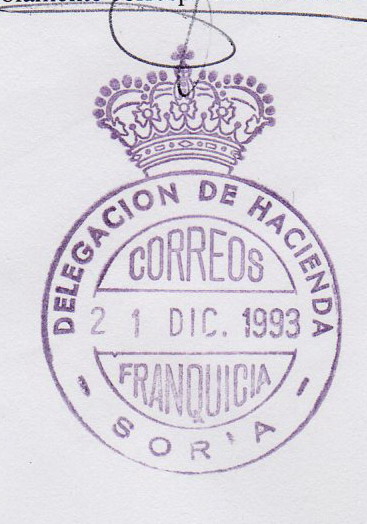 DELEGACION DE HACIENDA
CORREOS
2 1 DIC. 1993
FRANQUICIA
- SORIA -